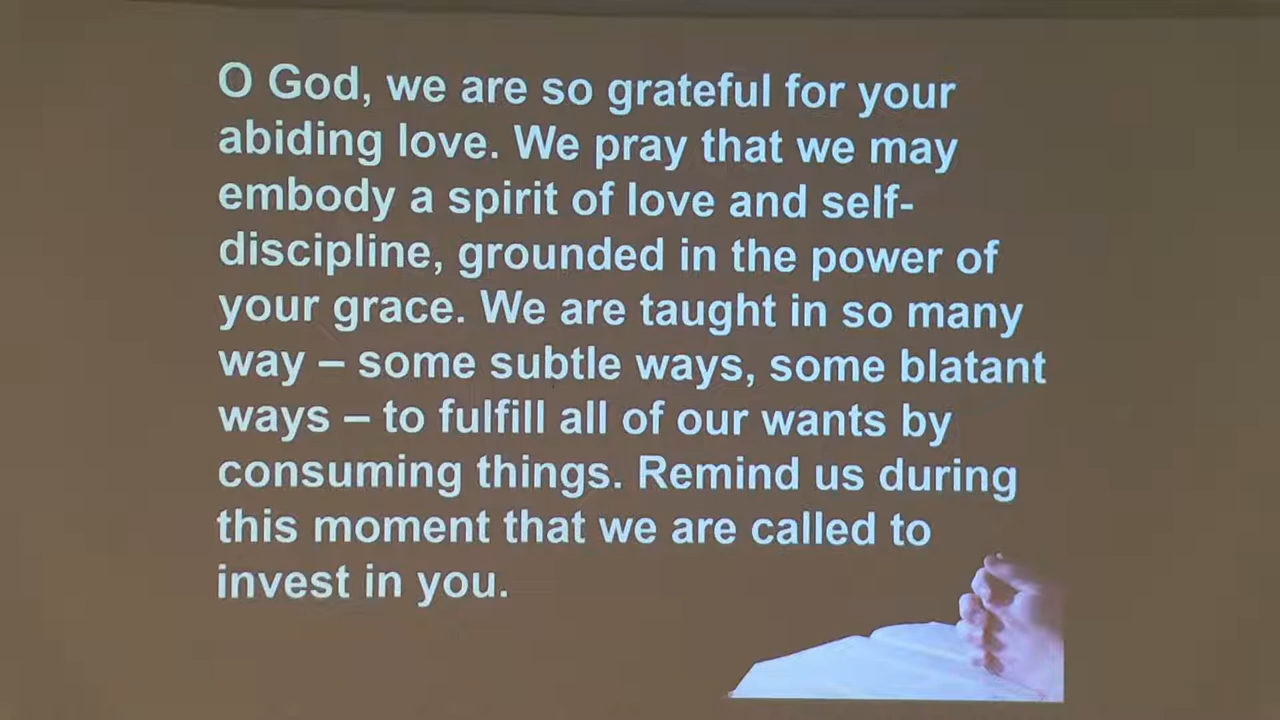 O God, we are so grateful for your
abiding love. We pray that we may
embody a spirit of love and self-
discipline, grounded in the power of
your grace. We are taught in so many
way – some subtle ways, some blatant
ways – to fulfill all of our wants by
consuming things. Remind us during
this moment that we are called to
invest in you.